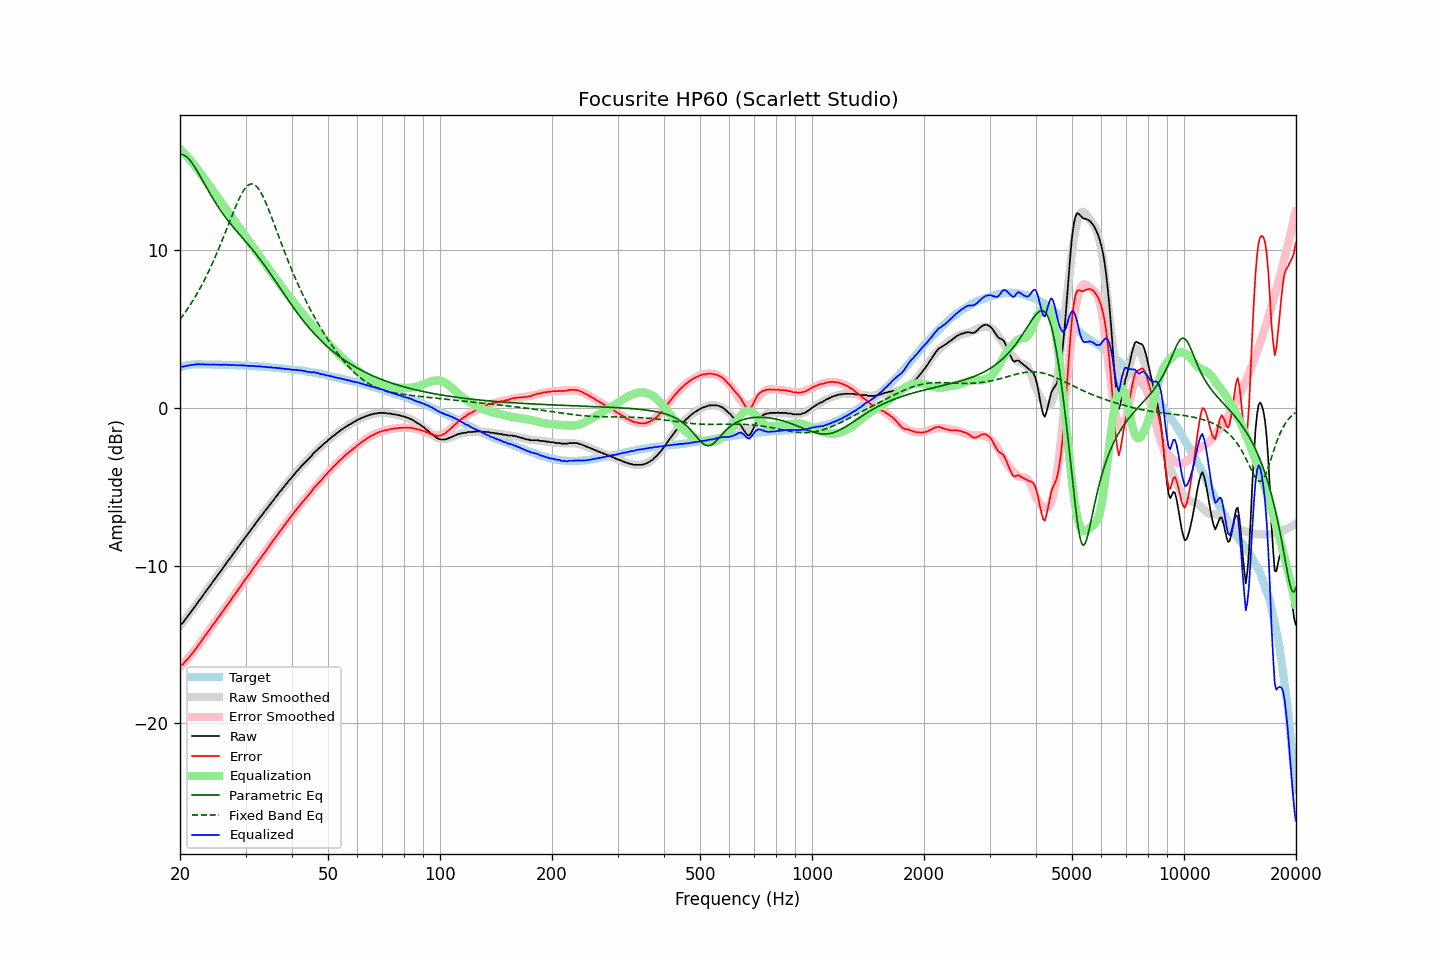 Focusrite HP60 (Scarlett Studio)
10
0
−10
−20
Amplitude (dBr)
Target
Raw Smoothed
Error Smoothed
Raw
Error
Equalization
Parametric Eq
Fixed Band Eq
Equalized
20 50 100 200 500 1000 2000 5000 10000 20000
Frequency (Hz)